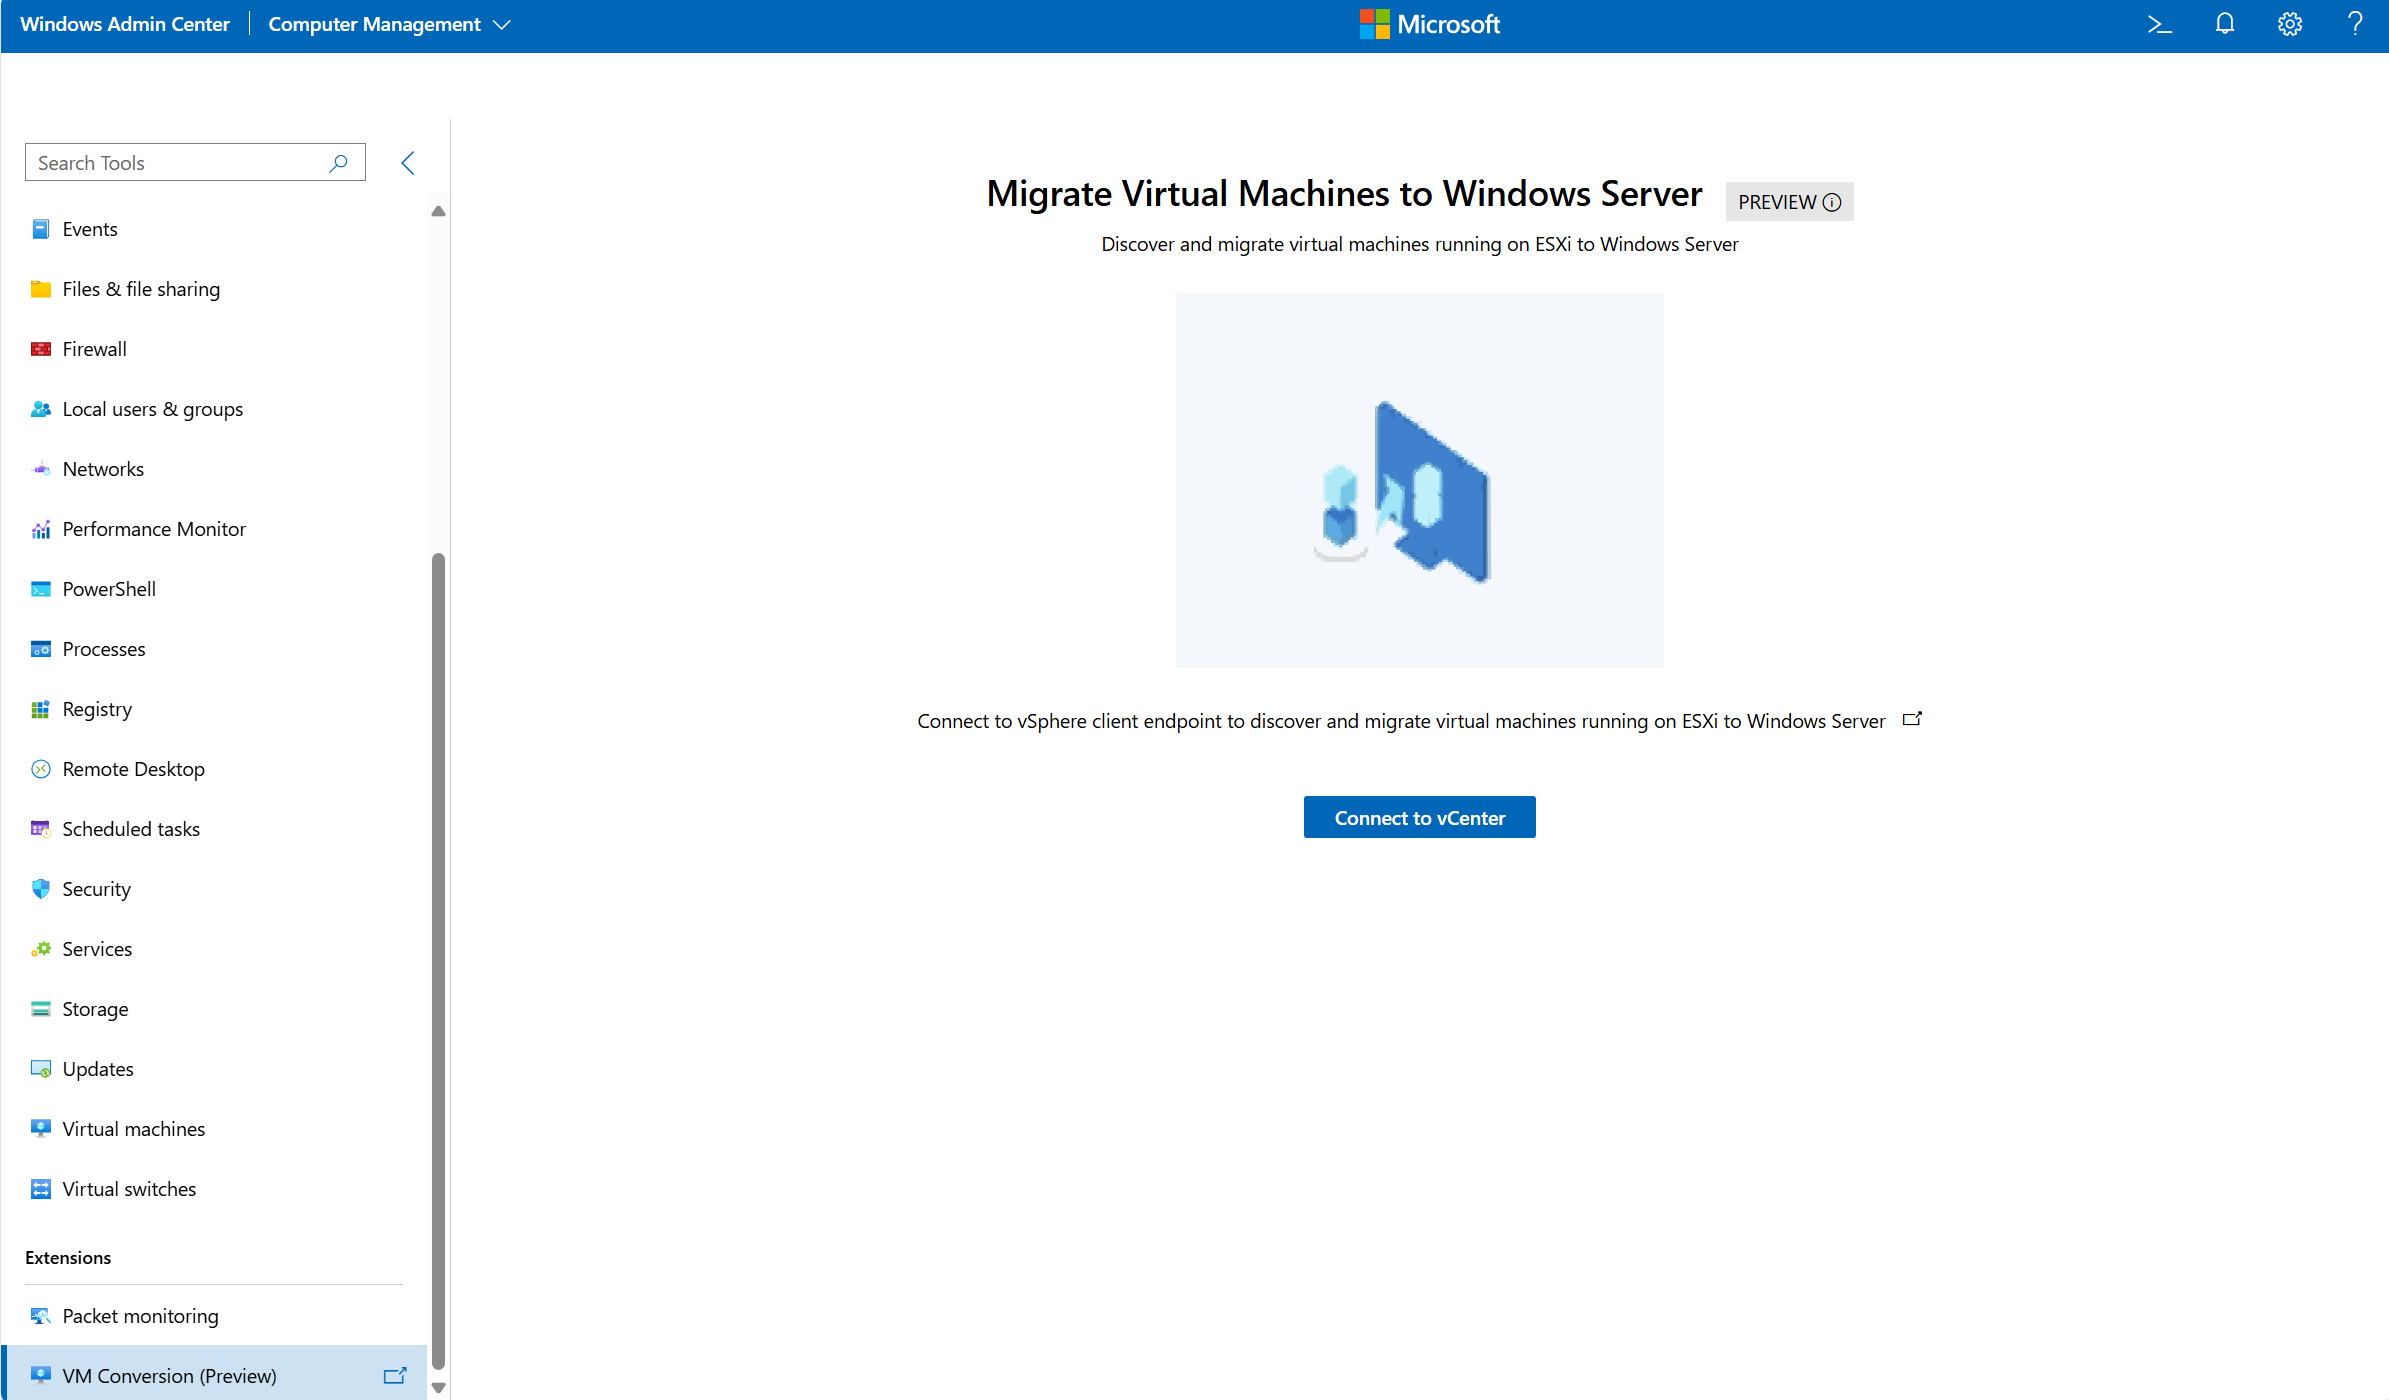 Windows Admin Center
Computer Management
Microsoft
Search Tools
Events
Files & file sharing
Firewall
Local users & groups
Networks
Performance Monitor
PowerShell
Processes
Registry
Remote Desktop
Scheduled tasks
Security
Services
Storage
Updates
Virtual machines
Virtual switches
Extensions
Packet monitoring
VM Conversion (Preview)
Migrate Virtual Machines to Windows Server
PREVIEW
Discover and migrate virtual machines running on ESXi to Windows Server
Connect to vSphere client endpoint to discover and migrate virtual machines running on ESXi to Windows Server
Connect to vCenter